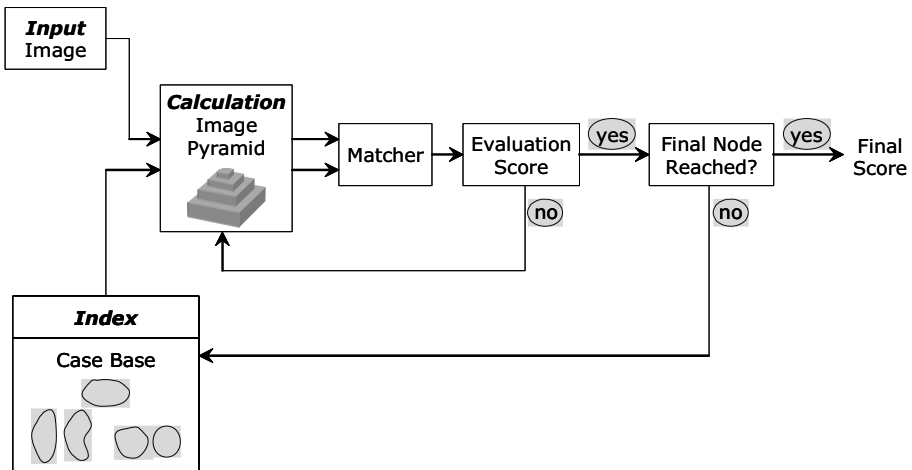 Input
Image
Calculation
Image
Pyramid
Matcher
Evaluation
Score
yes
no
Final Node
Reached?
yes
no
Final
Score
Index
Case Base